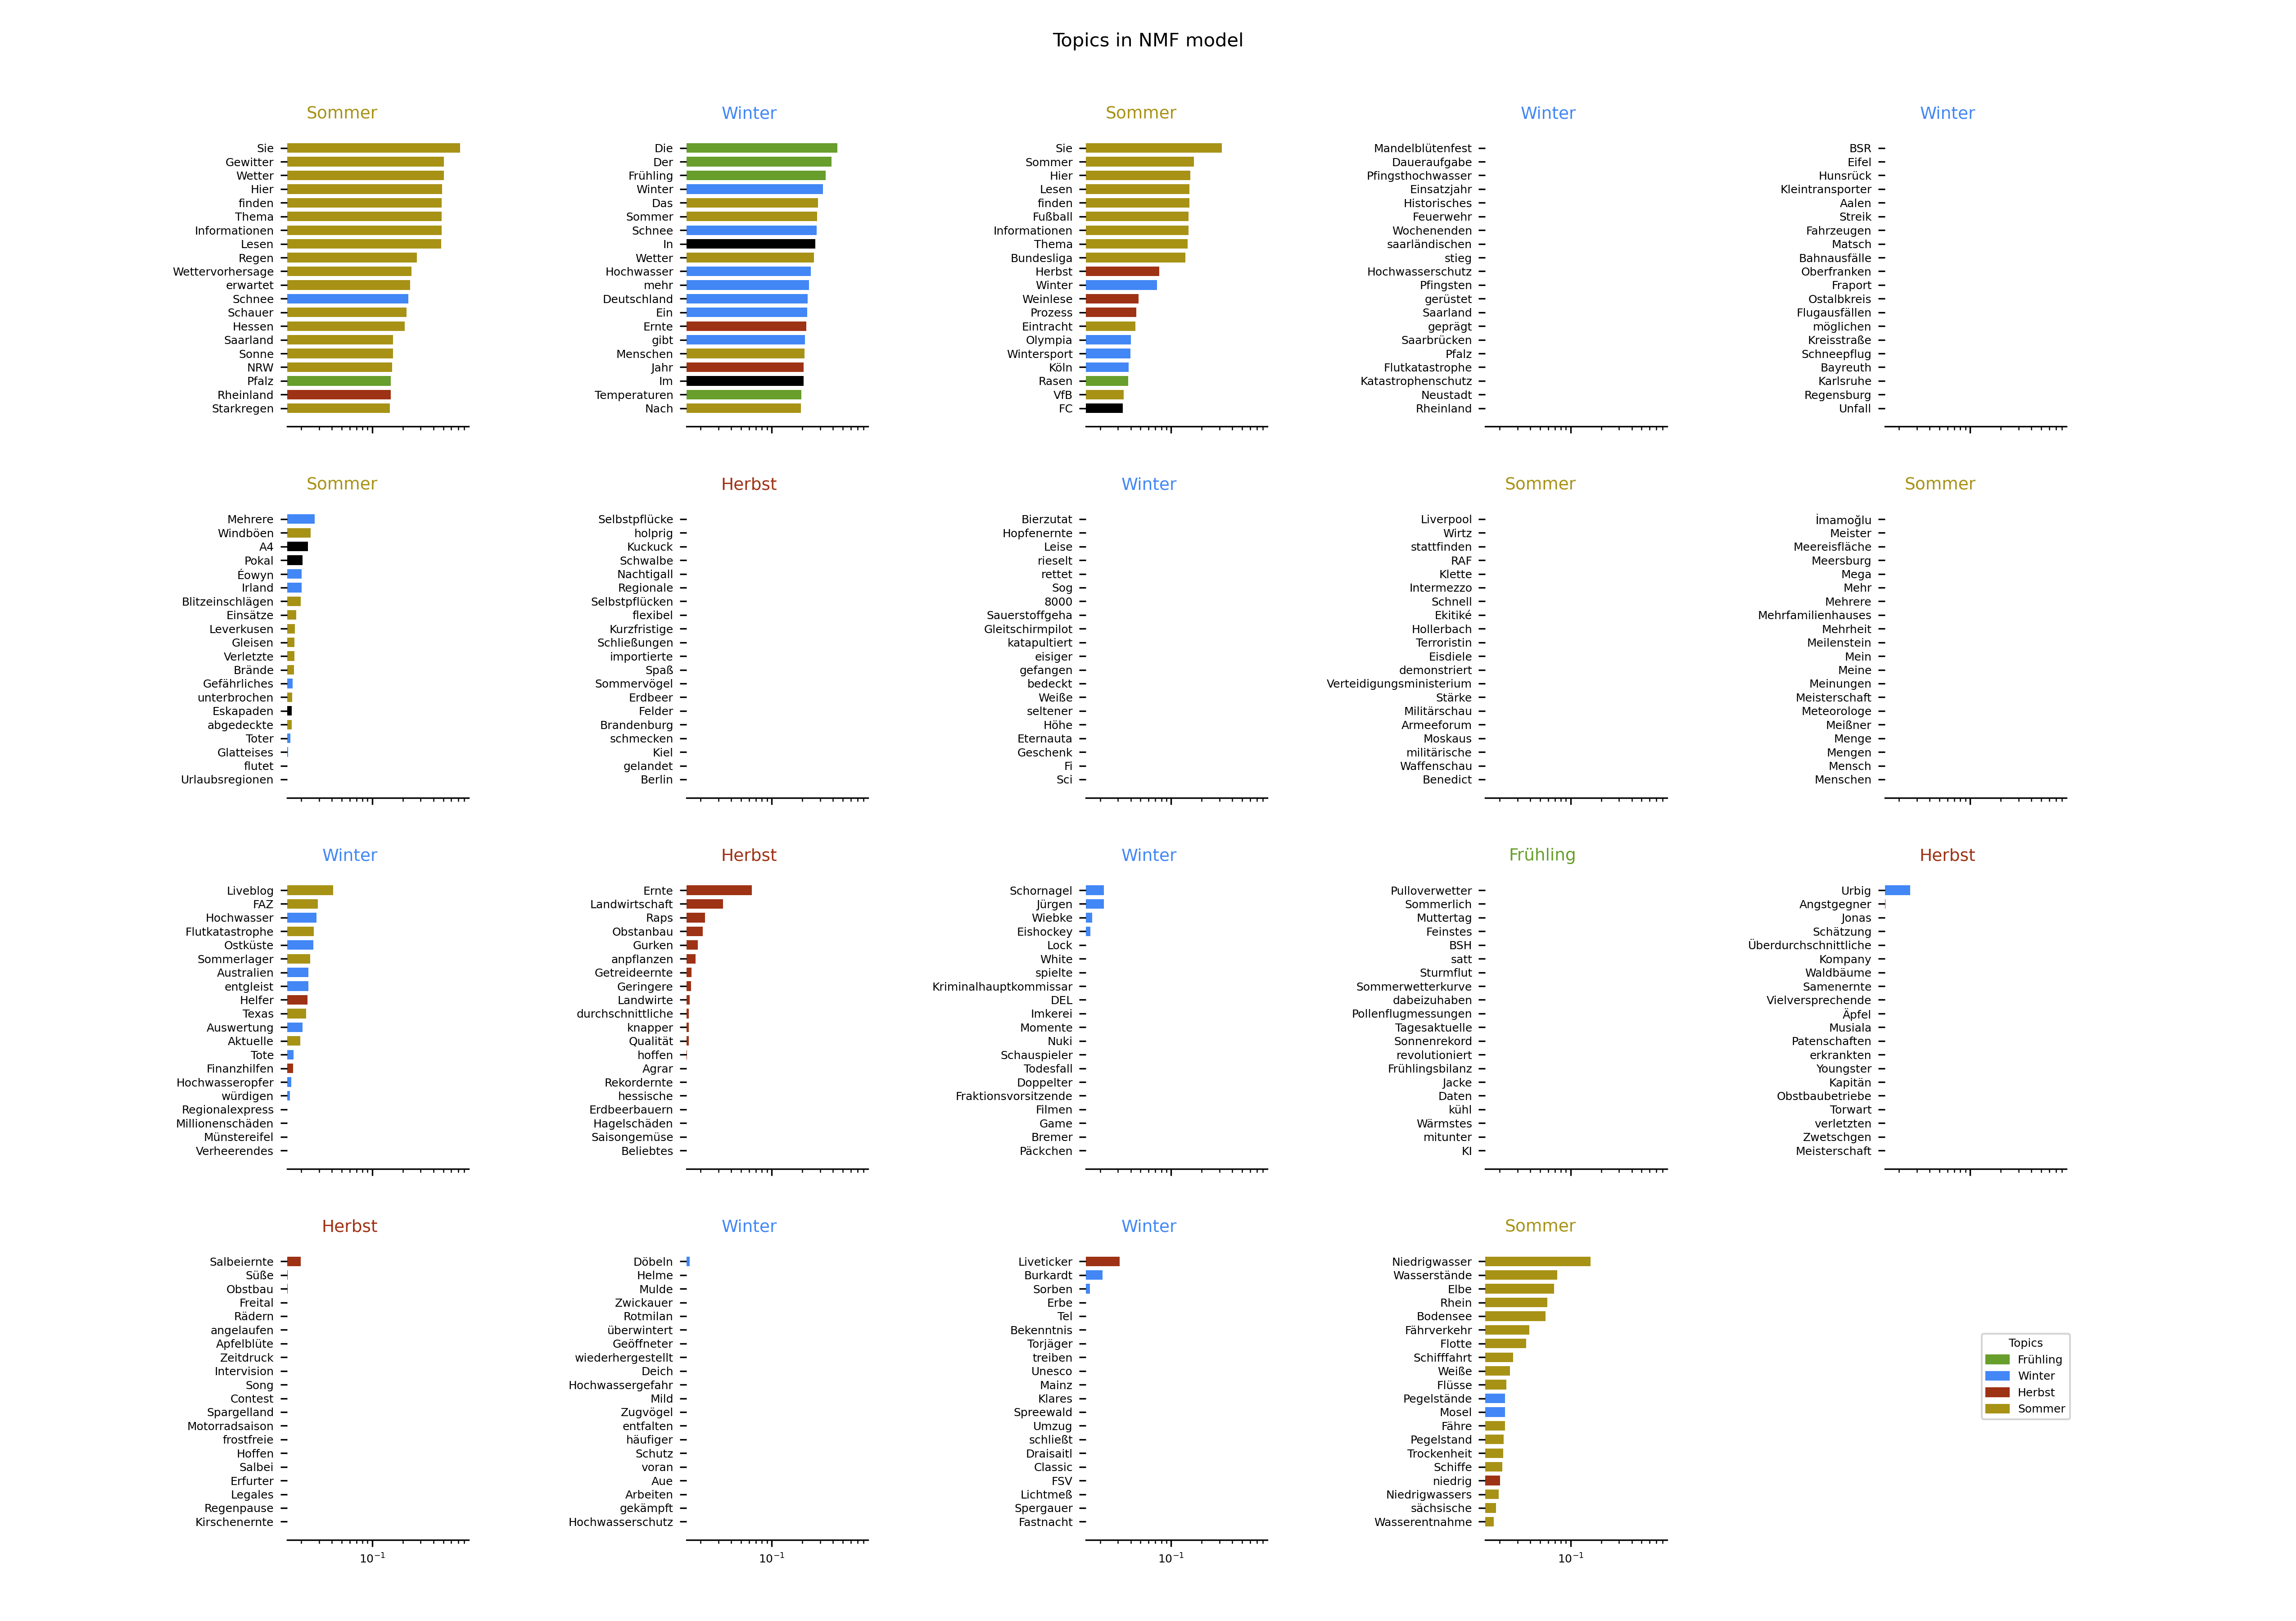 Topics in NMF model
Sommer
Sie
Gewitter
Wetter
Hier
finden
Thema
Informationen
Lesen
Regen
Wettervorhersage
erwartet
Schnee
Schauer
Hessen
Saarland
Sonne
NRW
Pfalz
Rheinland
Starkregen
Winter
Die
Der
Frühling
Winter
Das
Sommer
Schnee
In
Wetter
Hochwasser
mehr
Deutschland
Ein
Ernte
gibt
Menschen
Jahr
Im
Temperaturen
Nach
Sommer
Sie
Sommer
Hier
Lesen
finden
Fußball
Informationen
Thema
Bundesliga
Herbst
Winter
Weinlese
Prozess
Eintracht
Olympia
Wintersport
Köln
Rasen
VfB
FC
Winter
Mandelblütenfest
Daueraufgabe
Pfingsthochwasser
Einsatzjahr
Historisches
Feuerwehr
Wochenenden
saarländischen
stieg
Hochwasserschutz
Pfingsten
gerüstet
Saarland
geprägt
Saarbrücken
Pfalz
Flutkatastrophe
Katastrophenschutz
Neustadt
Rheinland
Winter
BSR
Eifel
Hunsrück
Kleintransporter
Aalen
Streik
Fahrzeugen
Matsch
Bahnausfälle
Oberfranken
Fraport
Ostalbkreis
Flugausfällen
möglichen
Kreisstraße
Schneepflug
Bayreuth
Karlsruhe
Regensburg
Unfall
Sommer
Mehrere
Windböen
A4
Pokal
Éowyn
Irland
Blitzeinschlägen
Einsätze
Leverkusen
Gleisen
Verletzte
Brände
Gefährliches
unterbrochen
Eskapaden
abgedeckte
Toter
Glatteises
flutet
Urlaubsregionen
Herbst
Selbstpflücke
holprig
Kuckuck
Schwalbe
Nachtigall
Regionale
Selbstpflücken
flexibel
Kurzfristige
Schließungen
importierte
Spaß
Sommervögel
Erdbeer
Felder
Brandenburg
schmecken
Kiel
gelandet
Berlin
Winter
Bierzutat
Hopfenernte
Leise
rieselt
rettet
Sog
8000
Sauerstoffgeha
Gleitschirmpilot
katapultiert
eisiger
gefangen
bedeckt
Weiße
seltener
Höhe
Eternauta
Geschenk
Fi
Sci
Sommer
Liverpool
Wirtz
stattfinden
RAF
Klette
Intermezzo
Schnell
Ekitiké
Hollerbach
Terroristin
Eisdiele
demonstriert
Verteidigungsministerium
Stärke
Militärschau
Armeeforum
Moskaus
militärische
Waffenschau
Benedict
Sommer
İmamoğlu
Meister
Meereisfläche
Meersburg
Mega
Mehr
Mehrere
Mehrfamilienhauses
Mehrheit
Meilenstein
Mein
Meine
Meinungen
Meisterschaft
Meteorologe
Meißner
Menge
Mengen
Mensch
Menschen
Winter
Liveblog
FAZ
Hochwasser
Flutkatastrophe
Ostküste
Sommerlager
Australien
entgleist
Helfer
Texas
Auswertung
Aktuelle
Tote
Finanzhilfen
Hochwasseropfer
würdigen
Regionalexpress
Millionenschäden
Münstereifel
Verheerendes
Herbst
Ernte
Landwirtschaft
Raps
Obstanbau
Gurken
anpflanzen
Getreideernte
Geringere
Landwirte
durchschnittliche
knapper
Qualität
hoffen
Agrar
Rekordernte
hessische
Erdbeerbauern
Hagelschäden
Saisongemüse
Beliebtes
Winter
Schornagel
Jürgen
Wiebke
Eishockey
Lock
White
spielte
Kriminalhauptkommissar
DEL
Imkerei
Momente
Nuki
Schauspieler
Todesfall
Doppelter
Fraktionsvorsitzende
Filmen
Game
Bremer
Päckchen
Frühling
Pulloverwetter
Sommerlich
Muttertag
Feinstes
BSH
satt
Sturmflut
Sommerwetterkurve
dabeizuhaben
Pollenflugmessungen
Tagesaktuelle
Sonnenrekord
revolutioniert
Frühlingsbilanz
Jacke
Daten
kühl
Wärmstes
mitunter
KI
Herbst
Urbig
Angstgegner
Jonas
Schätzung
Überdurchschnittliche
Kompany
Waldbäume
Samenernte
Vielversprechende
Äpfel
Musiala
Patenschaften
erkrankten
Youngster
Kapitän
Obstbaubetriebe
Torwart
verletzten
Zwetschgen
Meisterschaft
Herbst
Salbeiernte
Süße
Obstbau
Freital
Rädern
angelaufen
Apfelblüte
Zeitdruck
Intervision
Song
Contest
Spargelland
Motorradsaison
frostfreie
Hoffen
Salbei
Erfurter
Legales
Regenpause
Kirschenernte
10⁻¹
Winter
Döbeln
Helme
Mulde
Zwickauer
Rotmilan
überwintert
Geöffneter
wiederhergestellt
Deich
Hochwassergefahr
Mild
Zugvögel
entfalten
häufiger
Schutz
voran
Aue
Arbeiten
gekämpft
Hochwasserschutz
10⁻¹
Winter
Liveticker
Burkardt
Sorben
Erbe
Tel
Bekenntnis
Torjäger
treiben
Unesco
Mainz
Klares
Spreewald
Umzug
schließt
Draisaitl
Classic
FSV
Lichtmeß
Spergauer
Fastnacht
10⁻¹
Sommer
Niedrigwasser
Wasserstände
Elbe
Rhein
Bodensee
Fährverkehr
Flotte
Schifffahrt
Weiße
Flüsse
Pegelstände
Mosel
Fähre
Pegelstand
Trockenheit
Schiffe
niedrig
Niedrigwassers
sächsische
Wasserentnahme
10⁻¹
Topics
Frühling
Winter
Herbst
Sommer